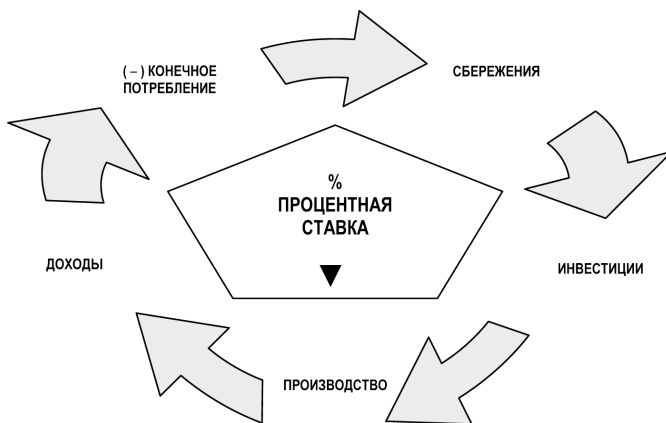 ( – ) КОНЕЧНОЕ
ПОТРЕБЛЕНИЕ
СБЕРЕЖЕНИЯ
%
ПРОЦЕНТНАЯ
СТАВКА
ДОХОДЫ
ИНВЕСТИЦИИ
ПРОИЗВОДСТВО